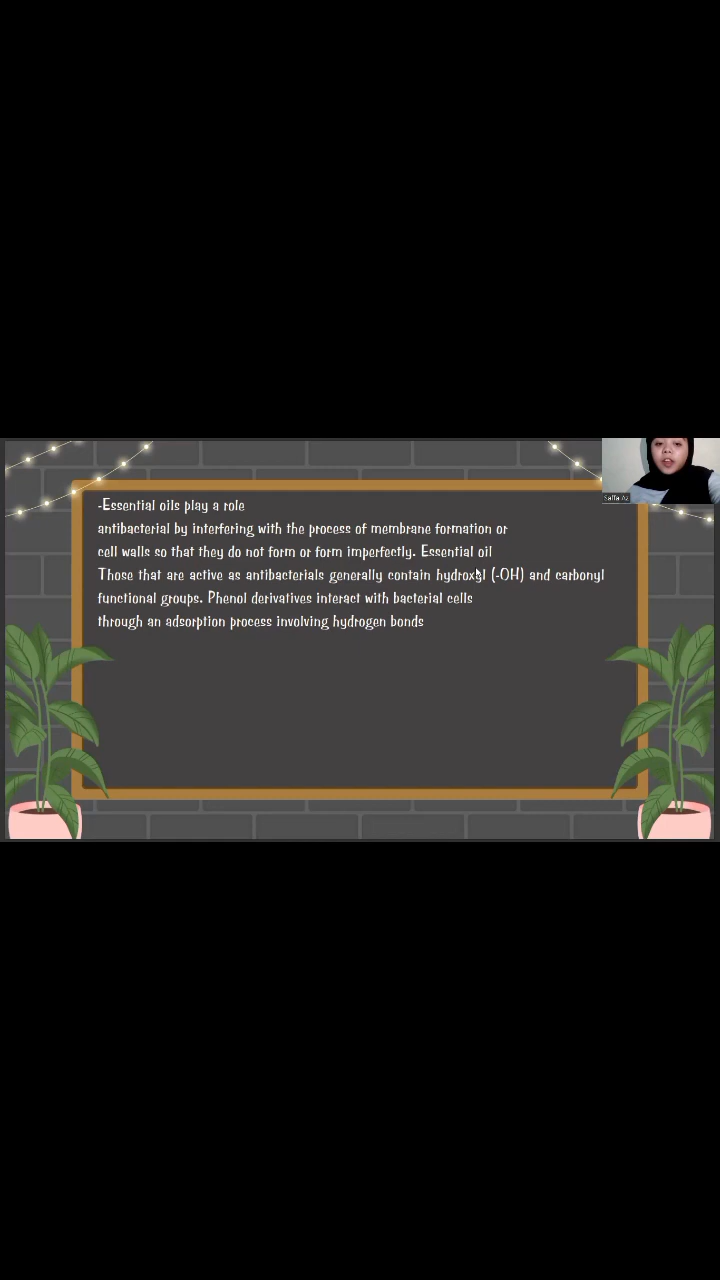 Saffa Az
-Essential oils play a role
antibacterial by interfering with the process of membrane formation or
cell walls so that they do not form or form imperfectly. Essential oil
Those that are active as antibacterials generally contain hydroxyl (-OH) and carbonyl
functional groups. Phenol derivatives interact with bacterial cells
through an adsorption process involving hydrogen bonds